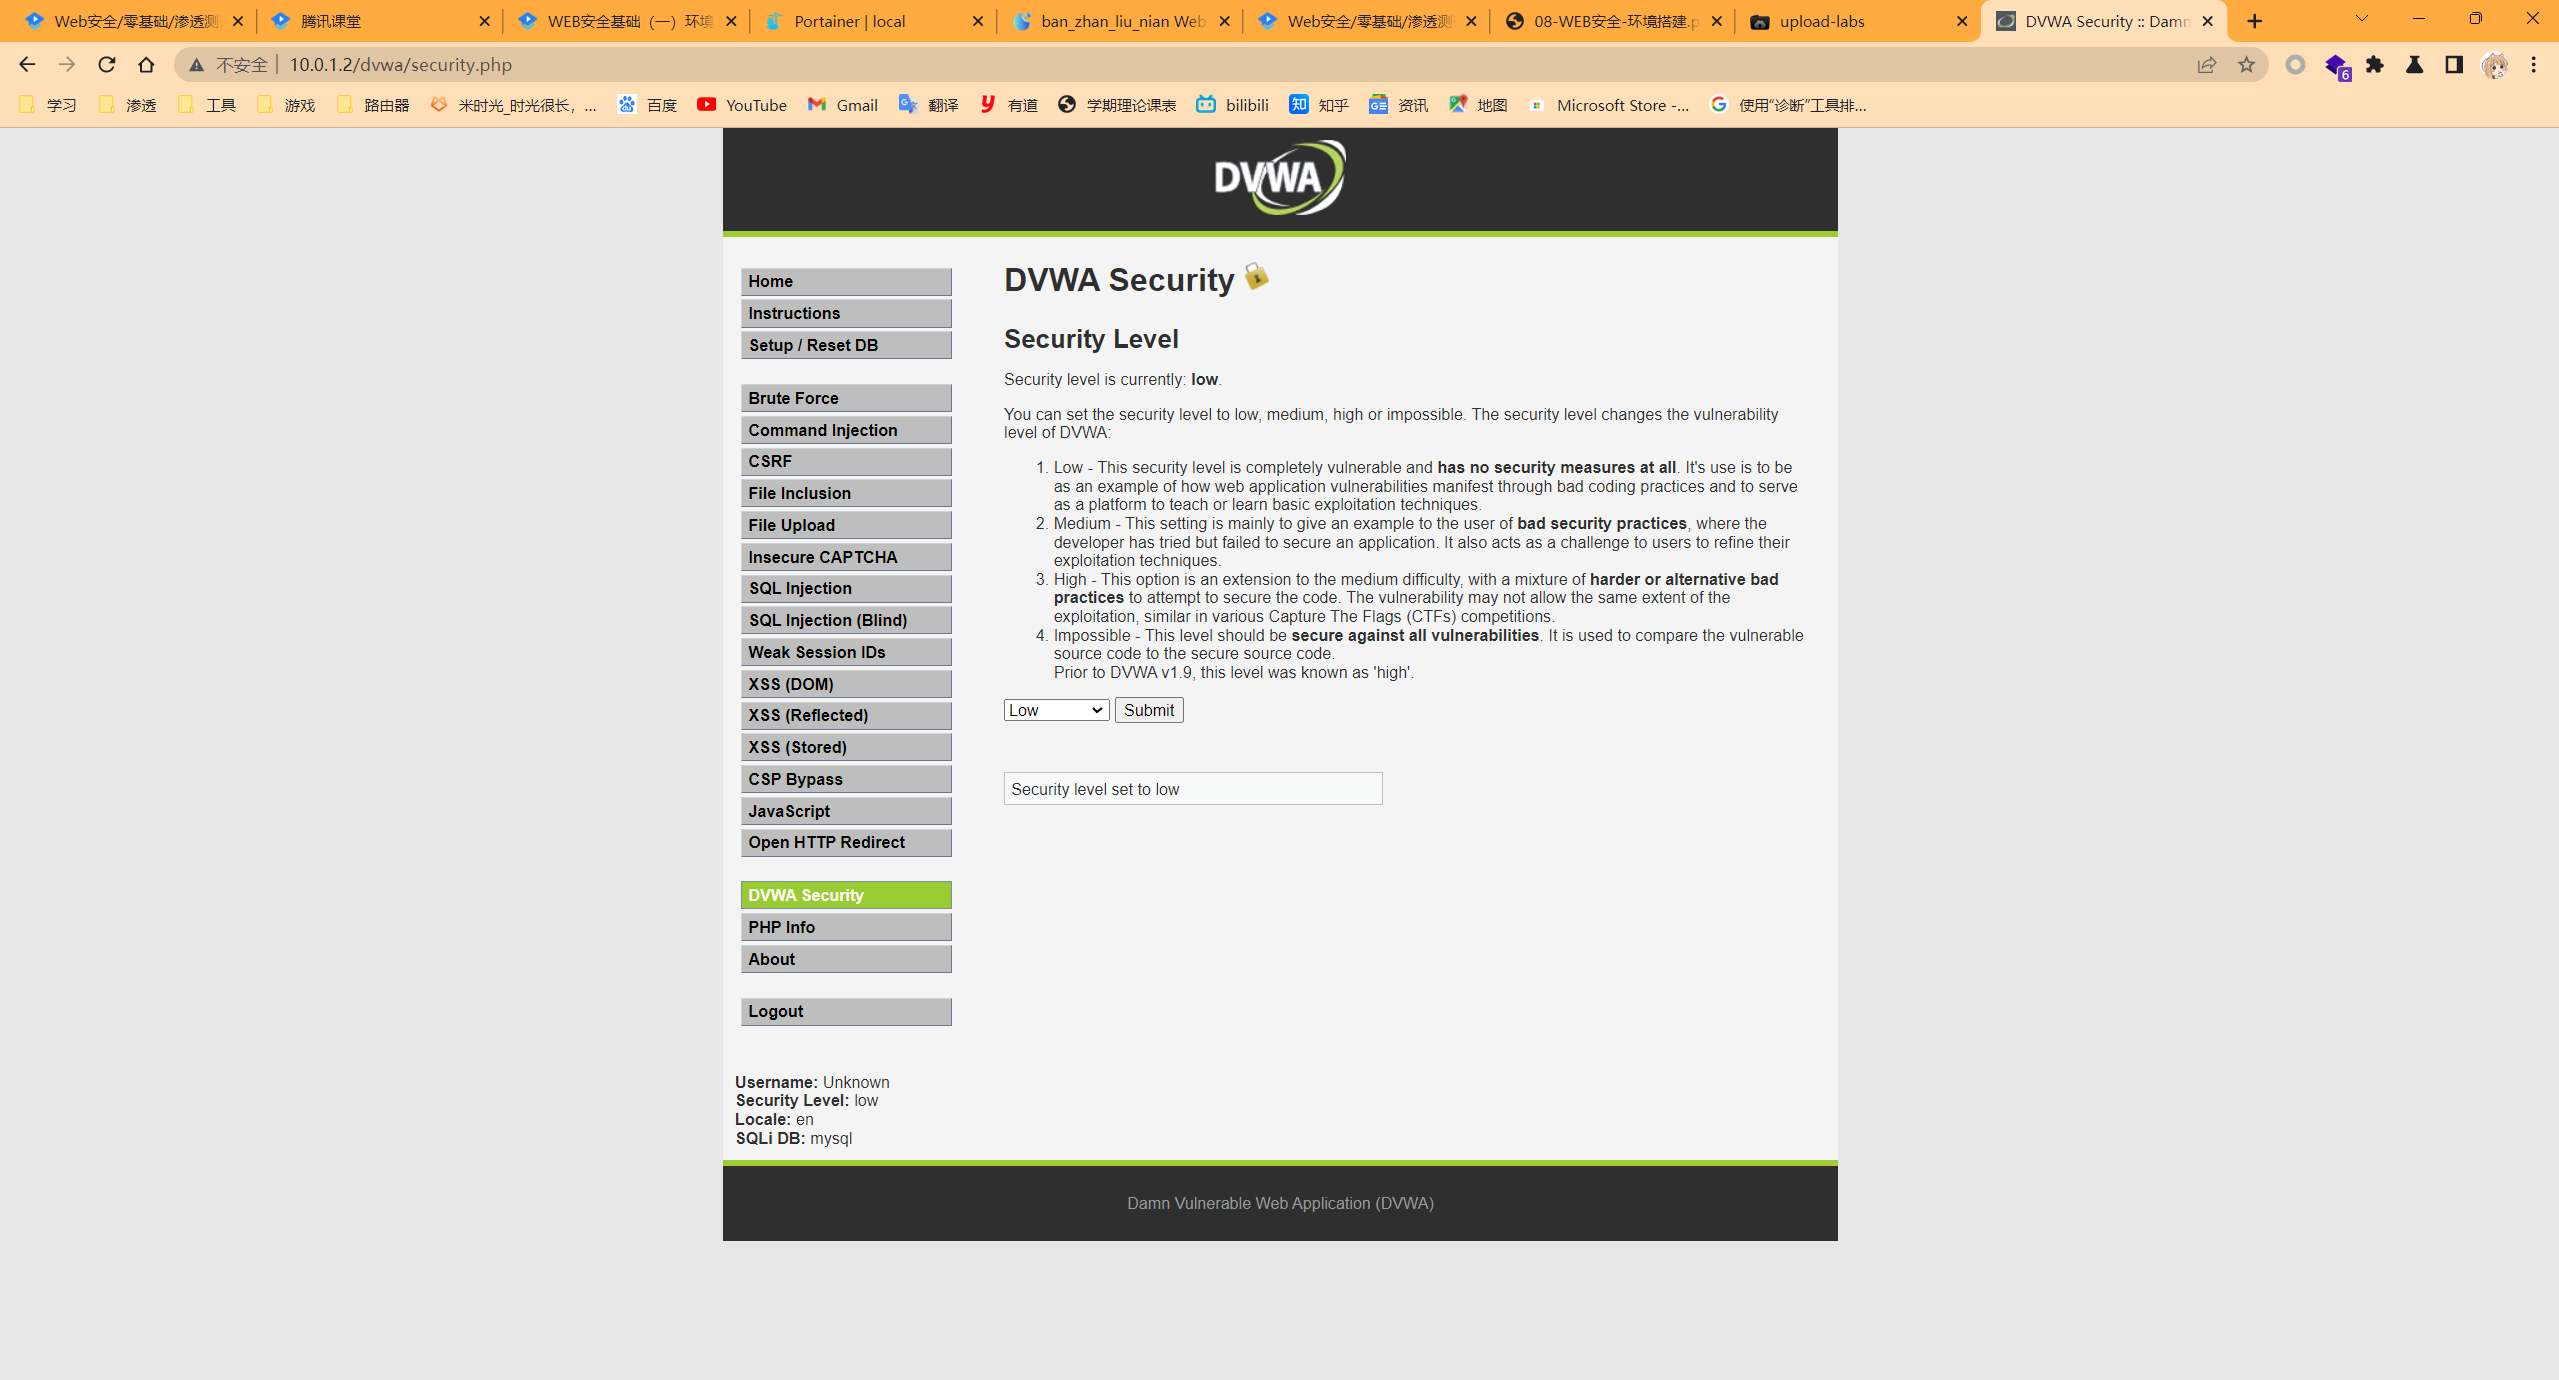 Web安全/零基础/渗透测
腾讯课堂
WEB安全基础（一）环境
Portainer | local
ban_zhan_liu_nian Web
Web安全/零基础/渗透测
08-WEB安全-环境搭建.p
upload-labs
DVWA Security :: Damn
不安全 | 10.0.1.2/dvwa/security.php
6
学习
渗透
工具
游戏
路由器
米时光_时光很长，...
百度
YouTube
Gmail
翻译
有道
学期理论课表
bilibili
知乎
资讯
地图
Microsoft Store -...
使用“诊断”工具排...
DVWA
Home
Instructions
Setup / Reset DB
Brute Force
Command Injection
CSRF
File Inclusion
File Upload
Insecure CAPTCHA
SQL Injection
SQL Injection (Blind)
Weak Session IDs
XSS (DOM)
XSS (Reflected)
XSS (Stored)
CSP Bypass
JavaScript
Open HTTP Redirect
DVWA Security
PHP Info
About
Logout
DVWA Security
Security Level
Security level is currently: low.
You can set the security level to low, medium, high or impossible. The security level changes the vulnerability
level of DVWA:
1. Low - This security level is completely vulnerable and has no security measures at all. It's use is to be
as an example of how web application vulnerabilities manifest through bad coding practices and to serve
as a platform to teach or learn basic exploitation techniques.
2. Medium - This setting is mainly to give an example to the user of bad security practices, where the
developer has tried but failed to secure an application. It also acts as a challenge to users to refine their
exploitation techniques.
3. High - This option is an extension to the medium difficulty, with a mixture of harder or alternative bad
practices to attempt to secure the code. The vulnerability may not allow the same extent of the
exploitation, similar in various Capture The Flags (CTFs) competitions.
4. Impossible - This level should be secure against all vulnerabilities. It is used to compare the vulnerable
source code to the secure source code.
Prior to DVWA v1.9, this level was known as 'high'.
Low
Submit
Security level set to low
Username: Unknown
Security Level: low
Locale: en
SQLi DB: mysql
Damn Vulnerable Web Application (DVWA)